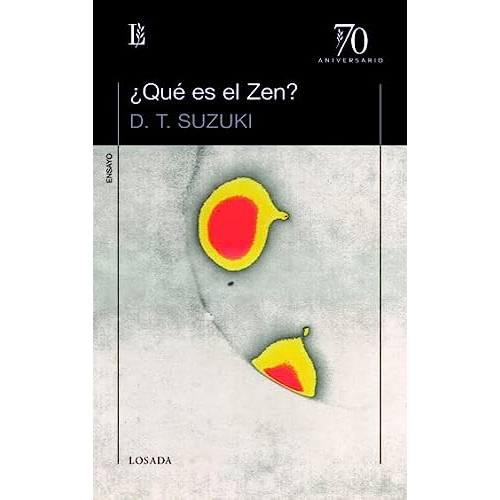 L
70
ANIVERSARIO
¿Qué es el Zen?
D. T. SUZUKI
ENSAYO
LOSADA